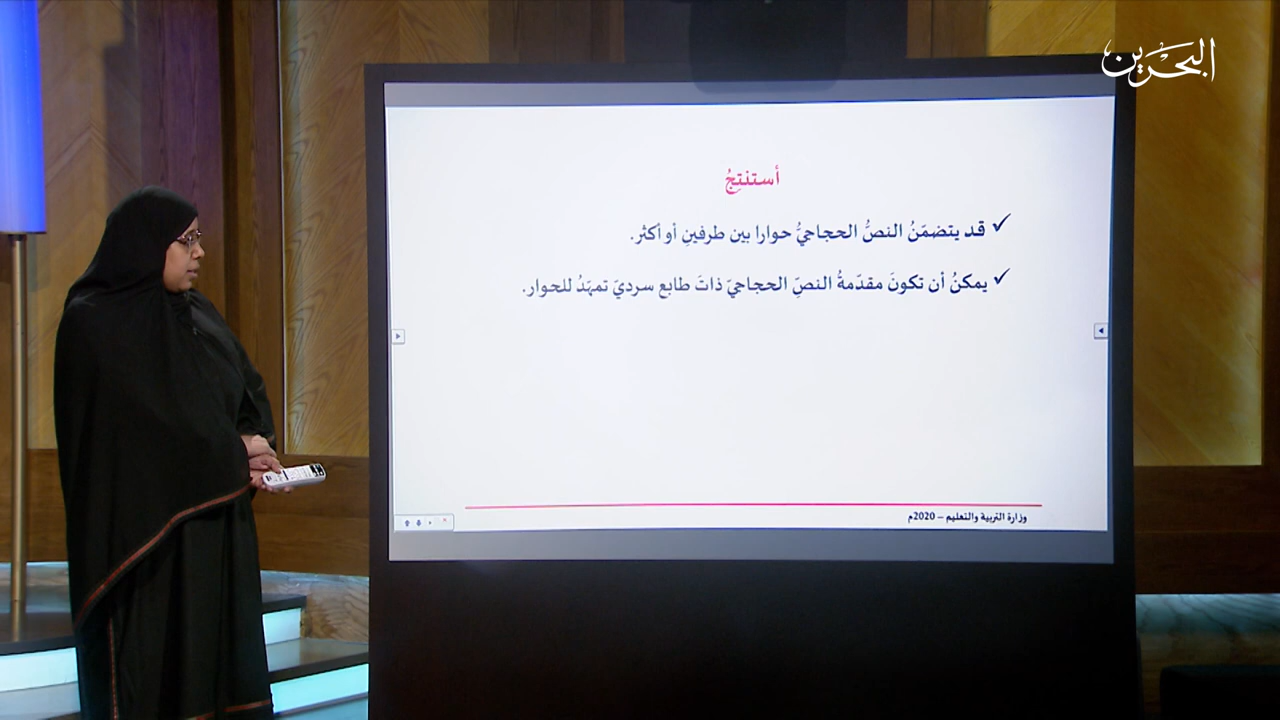 البحرين
أستنتجُ
✓ قد يتضمّنُ النصُّ الحجاجيُّ حوارا بين طرفينِ أو أكثر.
✓ يمكنُ أن تكونَ مقدّمةُ النصِّ الحجاجيّ ذاتَ طابع سرديّ تمهّدُ للحوار.
وزارة التربية والتعليم – 2020م